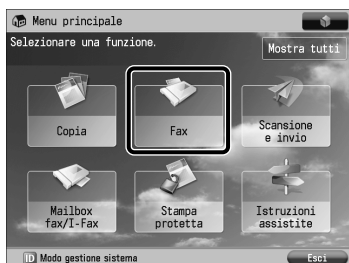 Menu principale
Selezionare una funzione.
Mostra tutti
Copia
Fax
Scansione
e invio
Mailbox
fax/I-Fax
Stampa
protetta
Istruzioni
assistite
ID Modo gestione sistema
Esci